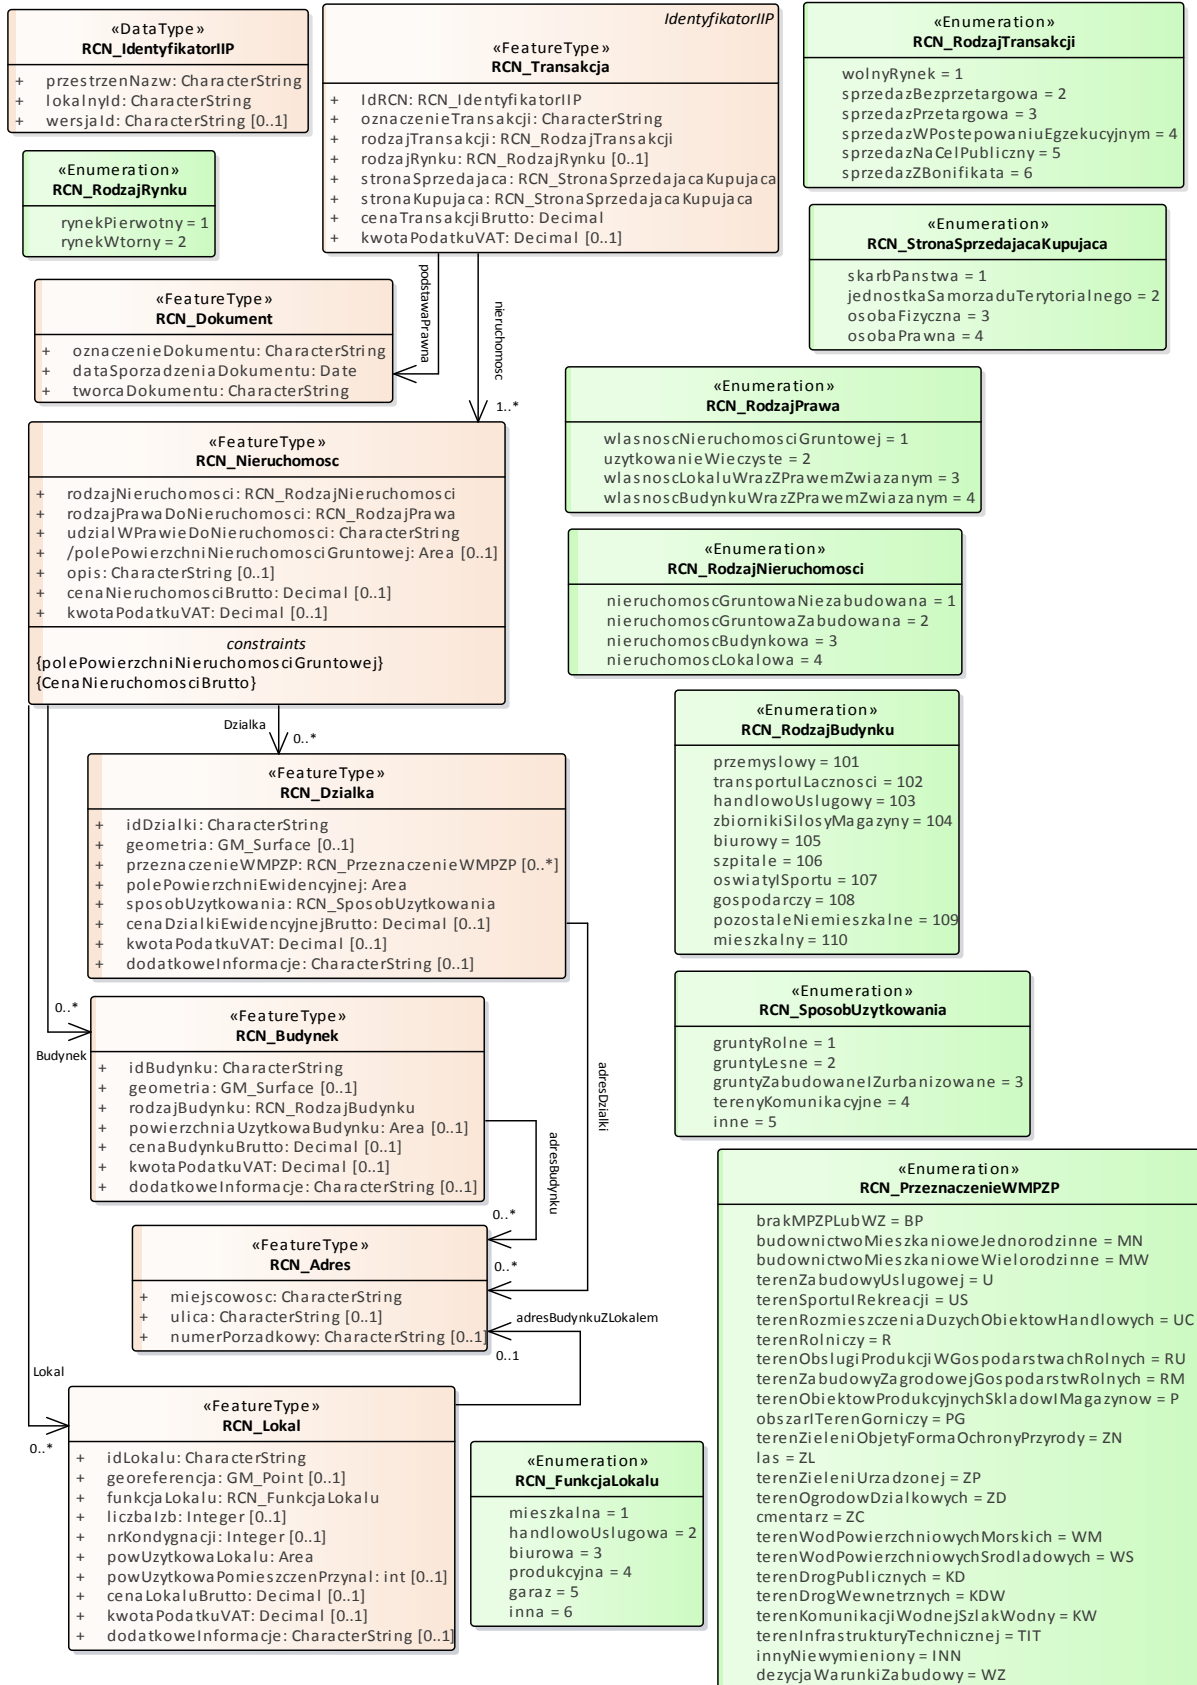 «DataType»
RCN_IdentyfikatorIIP
+ przestrzenNazw: CharacterString
+ lokalnyId: CharacterString
+ wersjaId: CharacterString [0..1]
IdentyfikatorIIP
«FeatureType»
RCN_Transakcja
+ IdRCN: RCN_IdentyfikatorIIP
+ oznaczenieTransakcji: CharacterString
+ rodzajTransakcji: RCN_RodzajTransakcji
+ rodzajRynku: RCN_RodzajRynku [0..1]
+ stronaSprzedajaca: RCN_StronaSprzedajacaKupujaca
+ stronaKupujaca: RCN_StronaSprzedajacaKupujaca
+ cenaTransakcjiBrutto: Decimal
+ kwotaPodatkuVAT: Decimal [0..1]
«Enumeration»
RCN_RodzajTransakcji
wolnyRynek = 1
sprzedazBezprzetargowa = 2
sprzedazPrzetargowa = 3
sprzedazWPostepowaniuEgzekucyjnym = 4
sprzedazNaCelPubliczny = 5
sprzedazZBonifikata = 6
«Enumeration»
RCN_RodzajRynku
rynekPierwotny = 1
rynekWtorny = 2
«Enumeration»
RCN_StronaSprzedajacaKupujaca
skarbPanstwa = 1
jednostkaSamorzaduTerytorialnego = 2
osobaFizyczna = 3
osobaPrawna = 4
podstawaPrawna
nieruchomosc
1..*
«FeatureType»
RCN_Dokument
+ oznaczenieDokumentu: CharacterString
+ dataSporzadzeniaDokumentu: Date
+ tworcaDokumentu: CharacterString
«Enumeration»
RCN_RodzajPrawa
wlasnoscNieruchomosciGruntowej = 1
uzytkowanieWieczyste = 2
wlasnoscLokaluWrazZPrawemZwiazanym = 3
wlasnoscBudynkuWrazZPrawemZwiazanym = 4
«FeatureType»
RCN_Nieruchomosc
+ rodzajNieruchomosci: RCN_RodzajNieruchomosci
+ rodzajPrawaDoNieruchomosci: RCN_RodzajPrawa
+ udzialWPrawieDoNieruchomosci: CharacterString
+ /polePowierzchniNieruchomosciGruntowej: Area [0..1]
+ opis: CharacterString [0..1]
+ cenaNieruchomosciBrutto: Decimal [0..1]
+ kwotaPodatkuVAT: Decimal [0..1]
constraints
{polePowierzchniNieruchomosciGruntowej}
{CenaNieruchomosciBrutto}
«Enumeration»
RCN_RodzajNieruchomosci
nieruchomoscGruntowaNiezabudowana = 1
nieruchomoscGruntowaZabudowana = 2
nieruchomoscBudynkowa = 3
nieruchomoscLokalowa = 4
Dzialka
0..*
«Enumeration»
RCN_RodzajBudynku
przemyslowy = 101
transportuILacznosci = 102
handlowoUslugowy = 103
zbiornikiSilosyMagazyny = 104
biurowy = 105
szpitale = 106
oswiatyISportu = 107
gospodarczy = 108
pozostaleNiemieszkalne = 109
mieszkalny = 110
«FeatureType»
RCN_Dzialka
+ idDzialki: CharacterString
+ geometria: GM_Surface [0..1]
+ przeznaczenieWMPZP: RCN_PrzeznaczenieWMPZP [0..*]
+ polePowierzchniEwidencyjnej: Area
+ sposobUzytkowania: RCN_SposobUzytkowania
+ cenaDzialkiEwidencyjnejBrutto: Decimal [0..1]
+ kwotaPodatkuVAT: Decimal [0..1]
+ dodatkoweInformacje: CharacterString [0..1]
«Enumeration»
RCN_SposobUzytkowania
gruntyRolne = 1
gruntyLesne = 2
gruntyZabudowaneIZurbanizowane = 3
terenyKomunikacyjne = 4
inne = 5
0..*
Budynek
«FeatureType»
RCN_Budynek
+ idBudynku: CharacterString
+ geometria: GM_Surface [0..1]
+ rodzajBudynku: RCN_RodzajBudynku
+ powierzchniaUzytkowaBudynku: Area [0..1]
+ cenaBudynkuBrutto: Decimal [0..1]
+ kwotaPodatkuVAT: Decimal [0..1]
+ dodatkoweInformacje: CharacterString [0..1]
adresBudynku
adresDzialki
0..*
0..*
«FeatureType»
RCN_Adres
+ miejscowosc: CharacterString
+ ulica: CharacterString [0..1]
+ numerPorzadkowy: CharacterString [0..1]
adresBudynkuZLokalem
0..1
Lokal
0..*
«FeatureType»
RCN_Lokal
+ idLokalu: CharacterString
+ georeferencja: GM_Point [0..1]
+ funkcjaLokalu: RCN_FunkcjaLokalu
+ liczbaIzb: Integer [0..1]
+ nrKondygnacji: Integer [0..1]
+ powUzytkowaLokalu: Area
+ powUzytkowaPomieszczenPrzynal: int [0..1]
+ cenaLokaluBrutto: Decimal [0..1]
+ kwotaPodatkuVAT: Decimal [0..1]
+ dodatkoweInformacje: CharacterString [0..1]
«Enumeration»
RCN_FunkcjaLokalu
mieszkalna = 1
handlowoUslugowa = 2
biurowa = 3
produkcyjna = 4
garaz = 5
inna = 6
«Enumeration»
RCN_PrzeznaczenieWMPZP
brakMPZPLubWZ = BP
budownictwoMieszkanioweJednorodzinne = MN
budownictwoMieszkanioweWielorodzinne = MW
terenZabudowyUslugowej = U
terenSportuIRekreacji = US
terenRozmieszczeniaDuzychObiektowHandlowych = UC
terenRolniczy = R
terenObslugiProdukcjiWGospodarstwachRolnych = RU
terenZabudowyZagrodowejGospodarstwRolnych = RM
terenObiektowProdukcyjnychSkladowIMagazynow = P
obszarITerenGorniczy = PG
terenZieleniObjetyFormaOchronyPrzyrody = ZN
las = ZL
terenZieleniUrzadzonej = ZP
terenOgrodowDzialkowych = ZD
cmentarz = ZC
terenWodPowierzchniowychMorskich = WM
terenWodPowierzchniowychSrodladowych = WS
terenDrogPublicznych = KD
terenDrogWewnetrznych = KDW
terenKomunikacjiWodnejSzlakWodny = KW
terenInfrastrukturyTechnicznej = TIT
innyNiewymieniony = INN
dezycjaWarunkiZabudowy = WZ